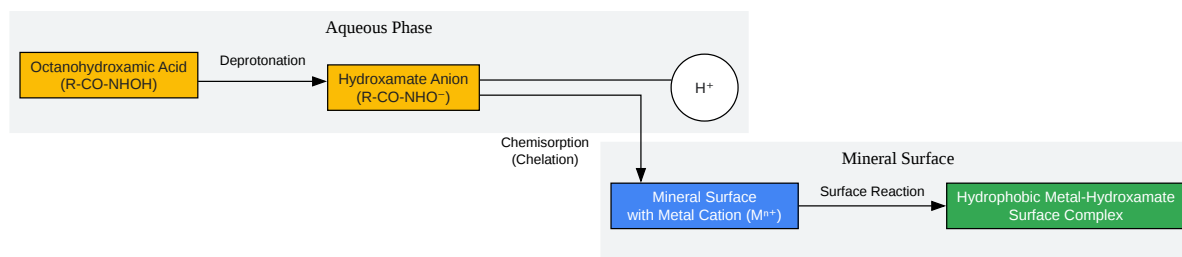 Aqueous Phase
Octanohydroxamic Acid
(R-CO-NHOH)
Deprotonation
Hydroxamate Anion
(R-CO-NHO⁻)
H⁺
Chemisorption
(Chelation)
Mineral Surface
Mineral Surface
with Metal Cation (Mⁿ⁺)
Surface Reaction
Hydrophobic Metal-Hydroxamate
Surface Complex